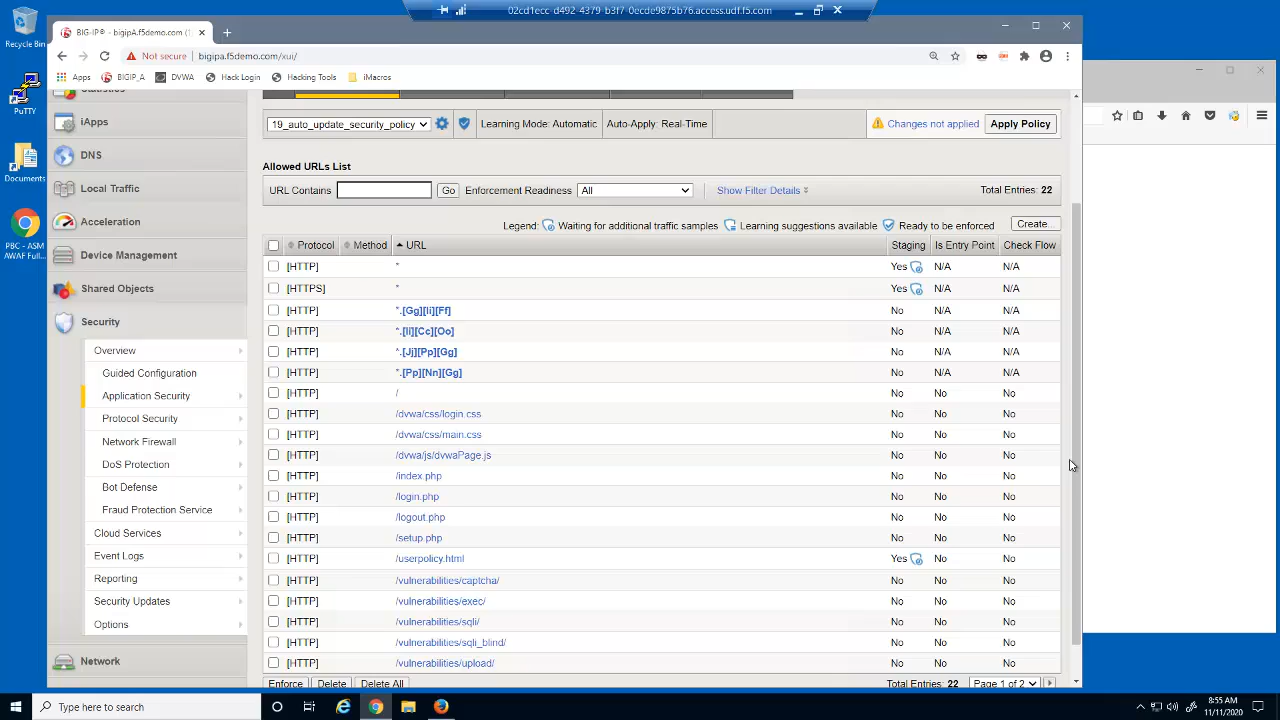 02cd1ecc-d492-4379-b3f7-0ecde9875b76.access.udf.f5.com
Recycle Bin
PuTTY
Documents
PBC - ASM
AWAF Full...
BIG-IP® - bigipA.f5demo.com (1
Not secure
bigipa.f5demo.com/xui/
Apps
BIGIP_A
DVWA
Hack Login
Hacking Tools
iMacros
Statistics
iApps
DNS
Local Traffic
Acceleration
Device Management
Shared Objects
Security
Overview
Guided Configuration
Application Security
Protocol Security
Network Firewall
DoS Protection
Bot Defense
Fraud Protection Service
Cloud Services
Event Logs
Reporting
Security Updates
Options
Network
19_auto_update_security_policy
Learning Mode: Automatic
Auto-Apply: Real-Time
Changes not applied
Apply Policy
Allowed URLs List
URL Contains
Go
Enforcement Readiness
All
Show Filter Details
Total Entries: 22
Legend: Waiting for additional traffic samples Learning suggestions available Ready to be enforced
Create...
Protocol Method URL Staging Is Entry Point Check Flow
[HTTP] * Yes N/A N/A
[HTTPS] * Yes N/A N/A
[HTTP] *.[Gg][Ii][Ff] No N/A N/A
[HTTP] *.[Ii][Cc][Oo] No N/A N/A
[HTTP] *.[Jj][Pp][Gg] No N/A N/A
[HTTP] *.[Pp][Nn][Gg] No N/A N/A
[HTTP] / No No No
[HTTP] /dvwa/css/login.css No No No
[HTTP] /dvwa/css/main.css No No No
[HTTP] /dvwa/js/dvwaPage.js No No No
[HTTP] /index.php No No No
[HTTP] /login.php No No No
[HTTP] /logout.php No No No
[HTTP] /setup.php No No No
[HTTP] /userpolicy.html Yes No No
[HTTP] /vulnerabilities/captcha/ No No No
[HTTP] /vulnerabilities/exec/ No No No
[HTTP] /vulnerabilities/sqli/ No No No
[HTTP] /vulnerabilities/sqli_blind/ No No No
[HTTP] /vulnerabilities/upload/ No No No
Enforce
Delete
Delete All
Total Entries: 22
Page 1 of 2
Type here to search
8:55 AM
11/11/2020